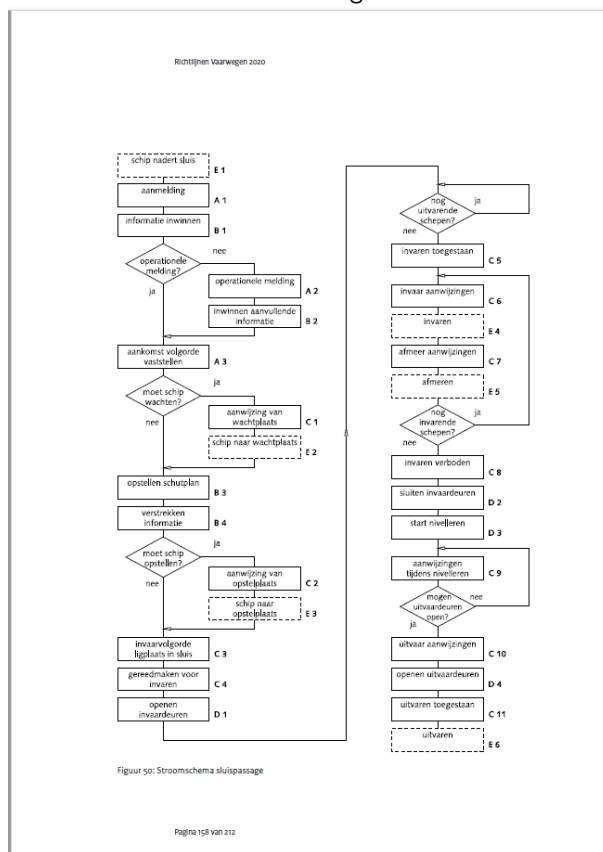 Richtlijnen Vaarwegen 2020
schip nadert sluis
E 1
aanmelding
A 1
informatie inwinnen
B 1
nee
operationele
melding?
ja
operationele melding
A 2
inwinnen aanvullende
informatie
B 2
aankomst volgorde
vaststellen
A 3
ja
moet schip
wachten?
nee
aanwijzing van
wachtplaats
C 1
schip naar wachtplaats
E 2
opstellen schutplan
B 3
verstrekken
informatie
B 4
ja
moet schip
opstellen?
nee
aanwijzing van
opstelplaats
C 2
schip naar
opstelplaats
E 3
invaarvolgorde
ligplaats in sluis
C 3
gereedmaken voor
invaren
C 4
openen
invaardeuren
D 1
nog
uitvarende
schepen?
ja
nee
invaren toegestaan
C 5
invaar aanwijzingen
C 6
invaren
E 4
afmeer aanwijzingen
C 7
afmeren
E 5
nog
invarende
schepen?
ja
nee
invaren verboden
C 8
sluiten invaardeuren
D 2
start nivelleren
D 3
aanwijzingen
tijdens nivelleren
C 9
mogen
uitvaardeuren
open?
nee
ja
uitvaar aanwijzingen
C 10
openen uitvaardeuren
D 4
uitvaren toegestaan
C 11
uitvaren
E 6
Figuur 50: Stroomschema sluispassage
Pagina 158 van 212